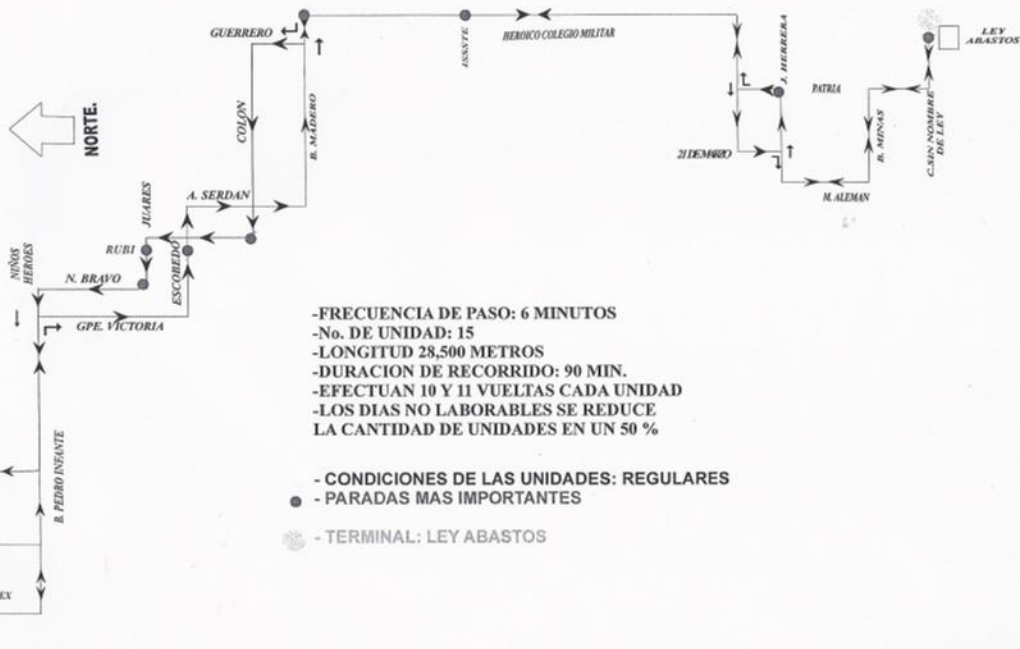 GUERRERO
HEROICO COLEGIO MILITAR
ISSSTE
LEY
ABASTOS
J. HERRERA
PATRIA
NORTE.
COLON
B. MADERO
B. MINAS
C.SIN NOMBRE
DE LEY
21 DE MARZO
M. ALEMAN
A. SERDAN
JUARES
RUBI
ESCOBEDO
NIÑOS
HEROES
N. BRAVO
GPE. VICTORIA
B. PEDRO INFANTE
EX
-FRECUENCIA DE PASO: 6 MINUTOS
-No. DE UNIDAD: 15
-LONGITUD 28,500 METROS
-DURACION DE RECORRIDO: 90 MIN.
-EFECTUAN 10 Y 11 VUELTAS CADA UNIDAD
-LOS DIAS NO LABORABLES SE REDUCE
LA CANTIDAD DE UNIDADES EN UN 50 %
- CONDICIONES DE LAS UNIDADES: REGULARES
- PARADAS MAS IMPORTANTES
- TERMINAL: LEY ABASTOS